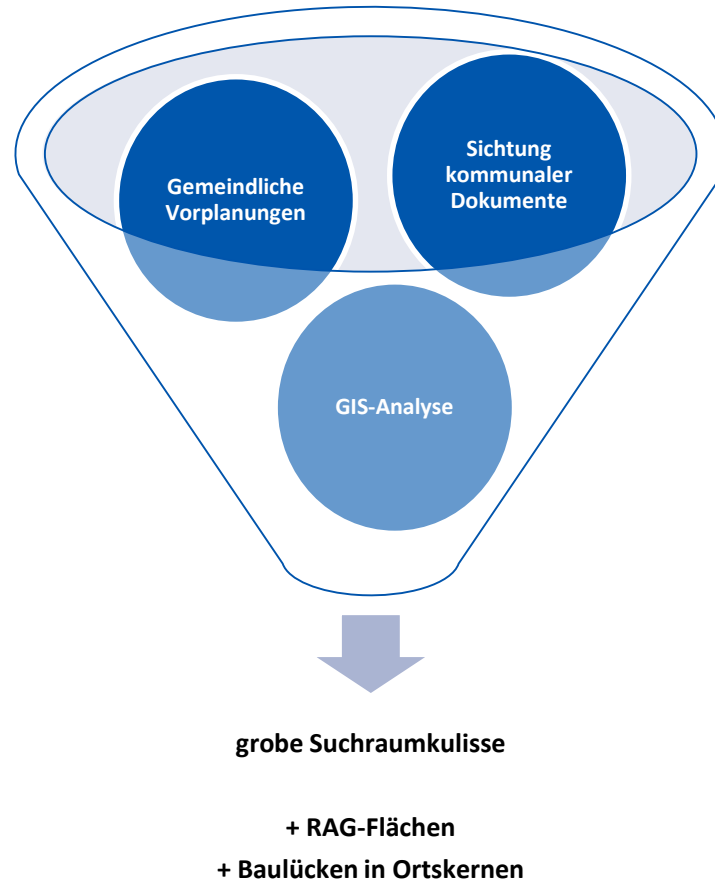 Gemeindliche
Vorplanungen
Sichtung
kommunaler
Dokumente
GIS-Analyse
grobe Suchraumkulisse
+ RAG-Flächen
+ Baulücken in Ortskernen